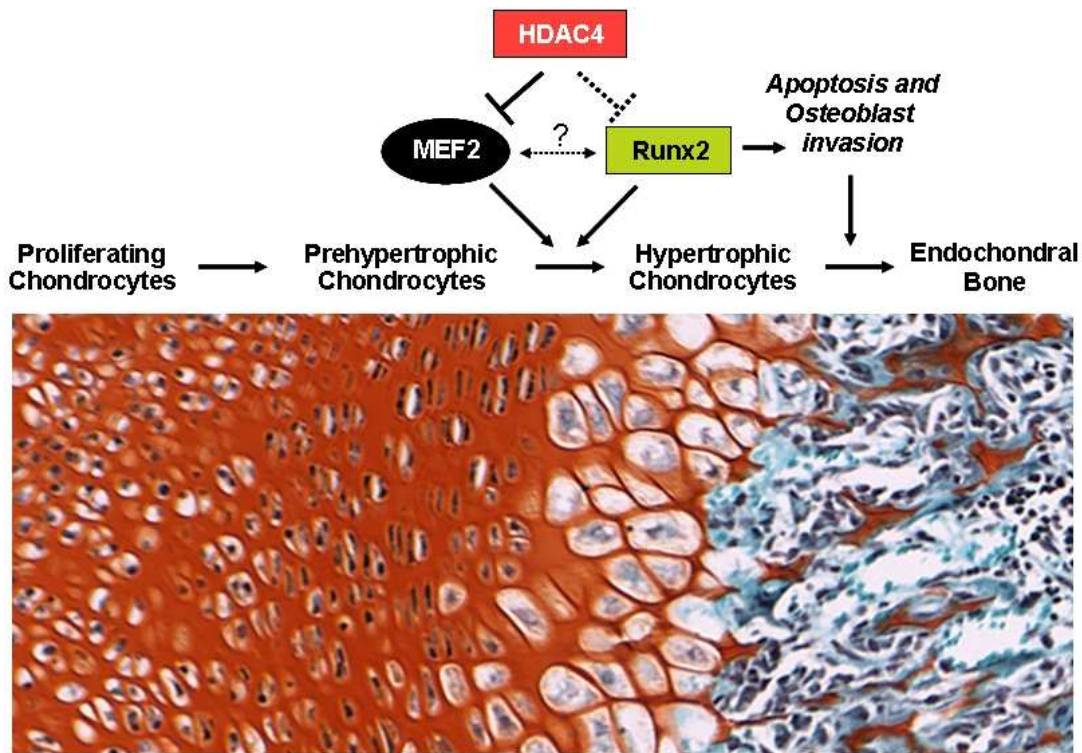 HDAC4
Apoptosis and
Osteoblast
invasion
MEF2
?
Runx2
Proliferating
Chondrocytes
Prehypertrophic
Chondrocytes
Hypertrophic
Chondrocytes
Endochondral
Bone